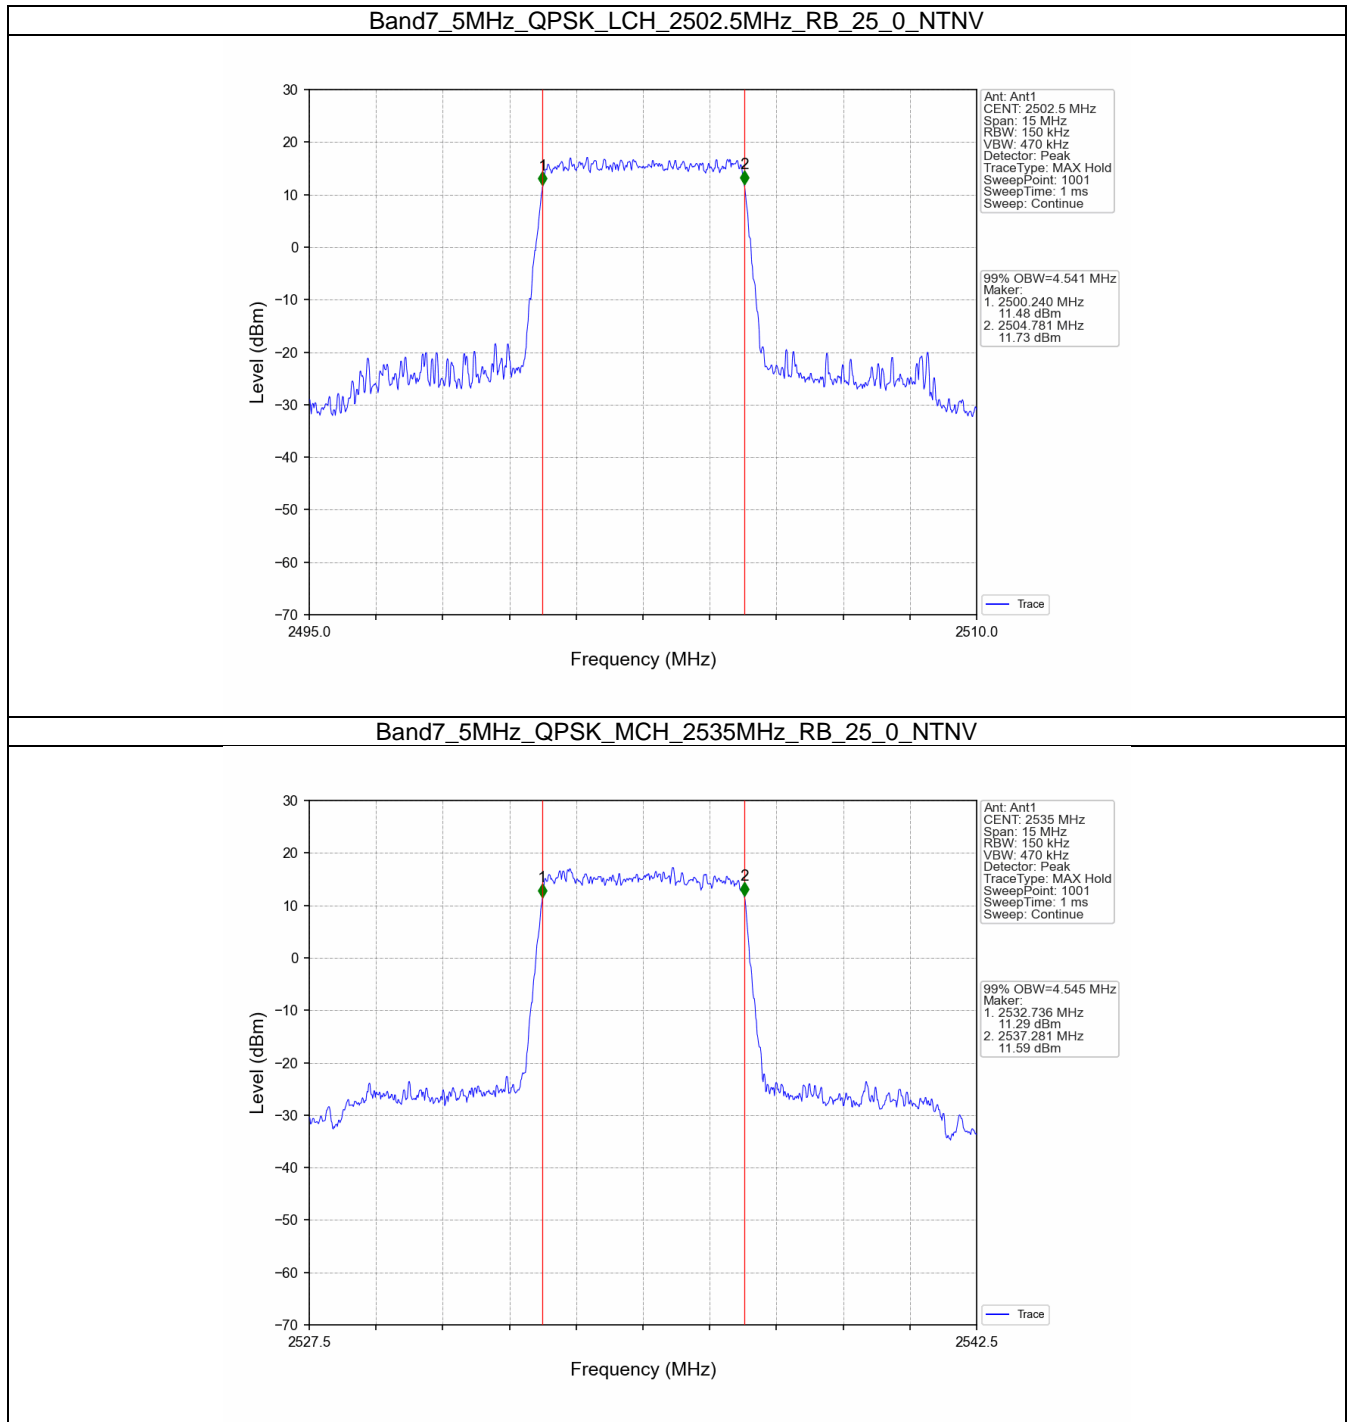 Band7_5MHz_QPSK_LCH_2502.5MHz_RB_25_0_NTNV
30
20
10
0
−10
−20
−30
−40
−50
−60
−70
Level (dBm)
1
2
2495.0
2510.0
Frequency (MHz)
Ant: Ant1
CENT: 2502.5 MHz
Span: 15 MHz
RBW: 150 kHz
VBW: 470 kHz
Detector: Peak
TraceType: MAX Hold
SweepPoint: 1001
SweepTime: 1 ms
Sweep: Continue
99% OBW=4.541 MHz
Maker:
1. 2500.240 MHz
11.48 dBm
2. 2504.781 MHz
11.73 dBm
Trace
Band7_5MHz_QPSK_MCH_2535MHz_RB_25_0_NTNV
30
20
10
0
−10
−20
−30
−40
−50
−60
−70
Level (dBm)
1
2
2527.5
2542.5
Frequency (MHz)
Ant: Ant1
CENT: 2535 MHz
Span: 15 MHz
RBW: 150 kHz
VBW: 470 kHz
Detector: Peak
TraceType: MAX Hold
SweepPoint: 1001
SweepTime: 1 ms
Sweep: Continue
99% OBW=4.545 MHz
Maker:
1. 2532.736 MHz
11.29 dBm
2. 2537.281 MHz
11.59 dBm
Trace